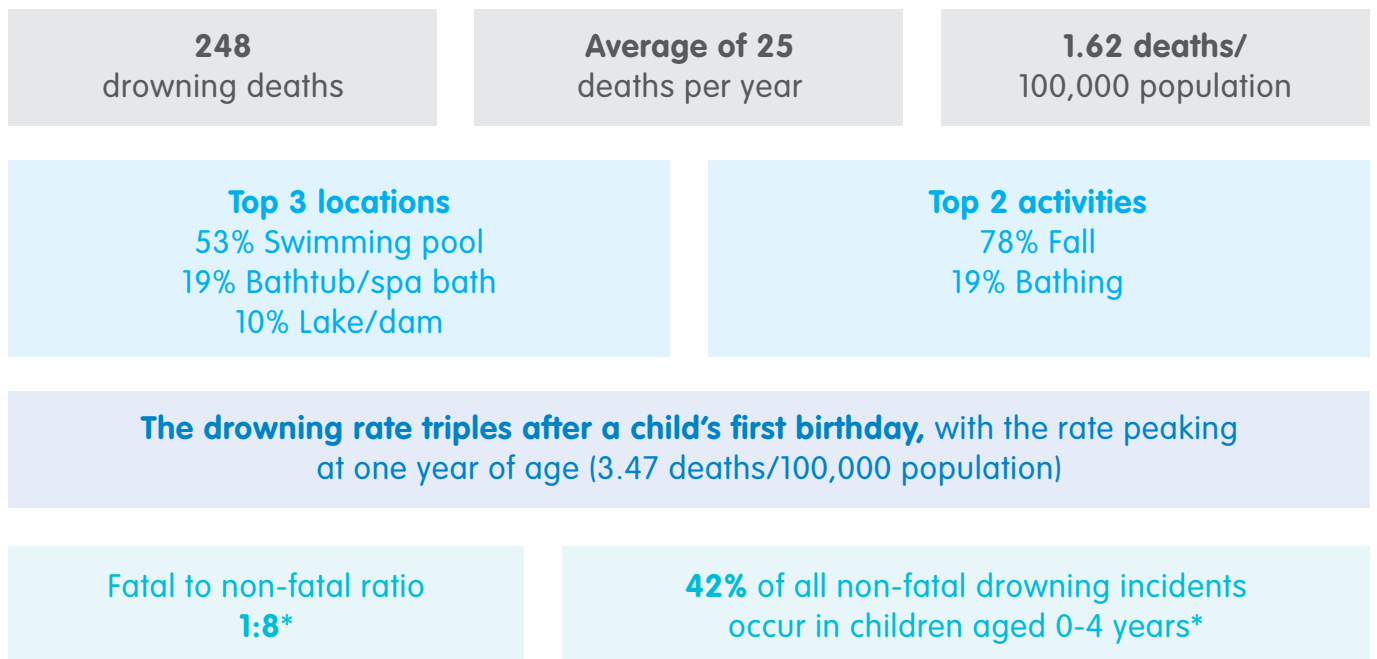 248
drowning deaths
Average of 25
deaths per year
1.62 deaths/
100,000 population
Top 3 locations
53% Swimming pool
19% Bathtub/spa bath
10% Lake/dam
Top 2 activities
78% Fall
19% Bathing
The drowning rate triples after a child's first birthday, with the rate peaking
at one year of age (3.47 deaths/100,000 population)
Fatal to non-fatal ratio
1:8*
42% of all non-fatal drowning incidents
occur in children aged 0-4 years*